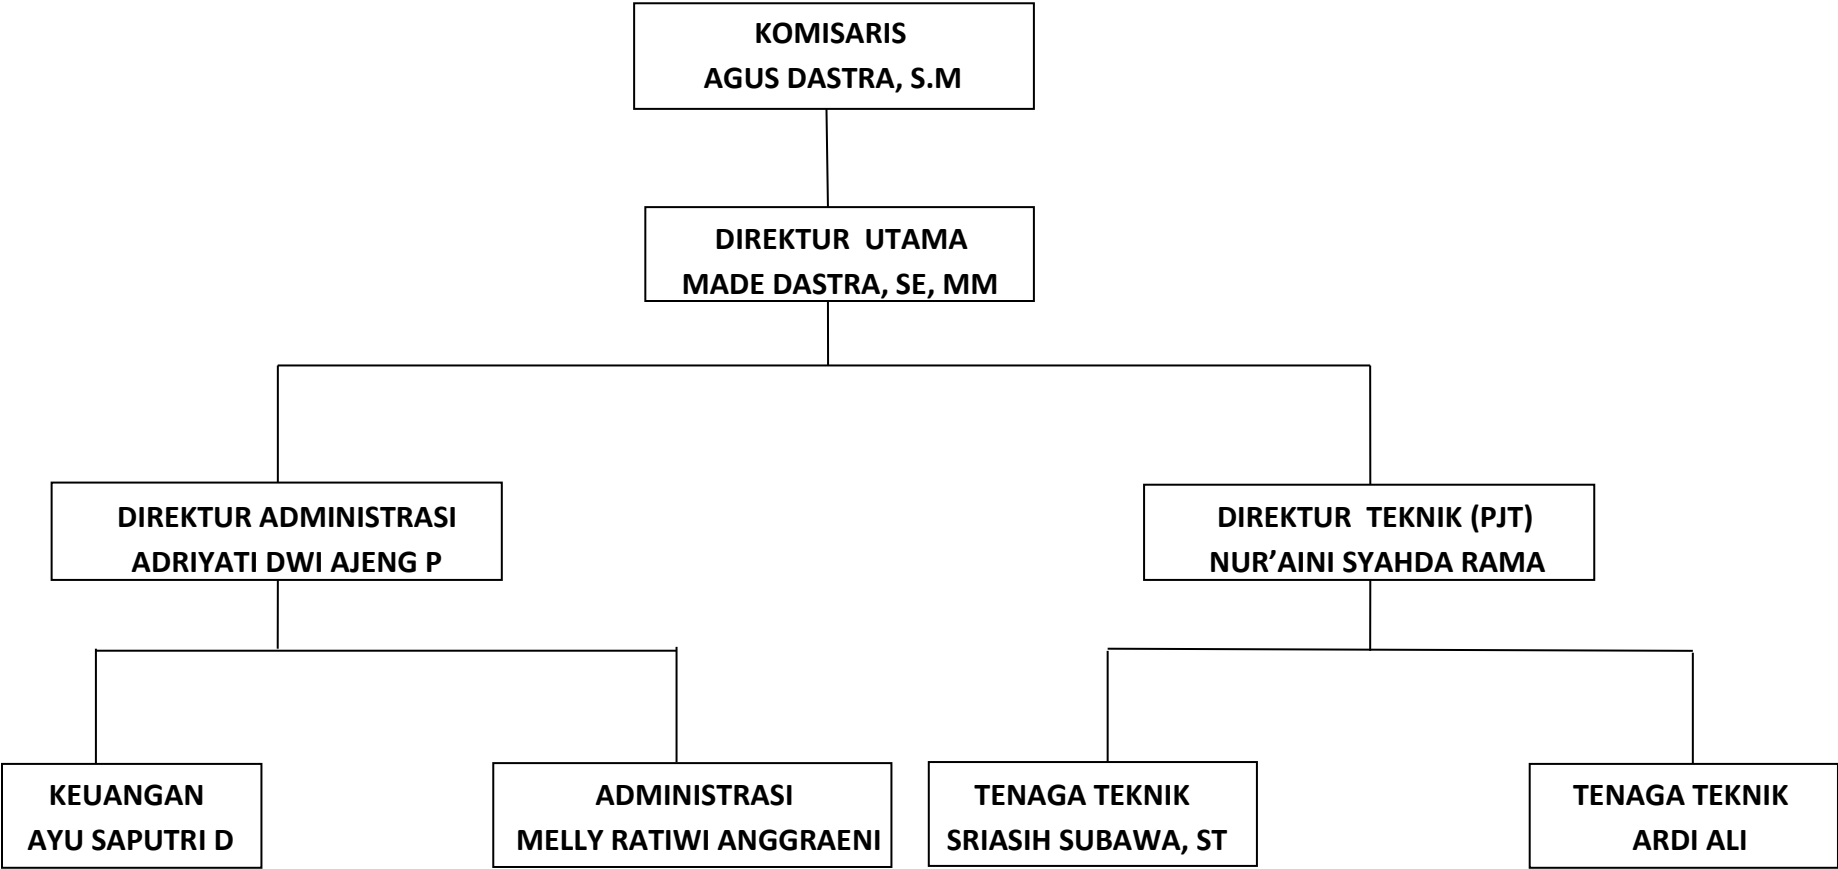 KOMISARIS
AGUS DASTRA, S.M
DIREKTUR UTAMA
MADE DASTRA, SE, MM
DIREKTUR ADMINISTRASI
ADRIYATI DWI AJENG P
DIREKTUR TEKNIK (PJT)
NUR’AINI SYAHDA RAMA
KEUANGAN
AYU SAPUTRI D
ADMINISTRASI
MELLY RATIWI ANGGRAENI
TENAGA TEKNIK
SRIASIH SUBAWA, ST
TENAGA TEKNIK
ARDI ALI